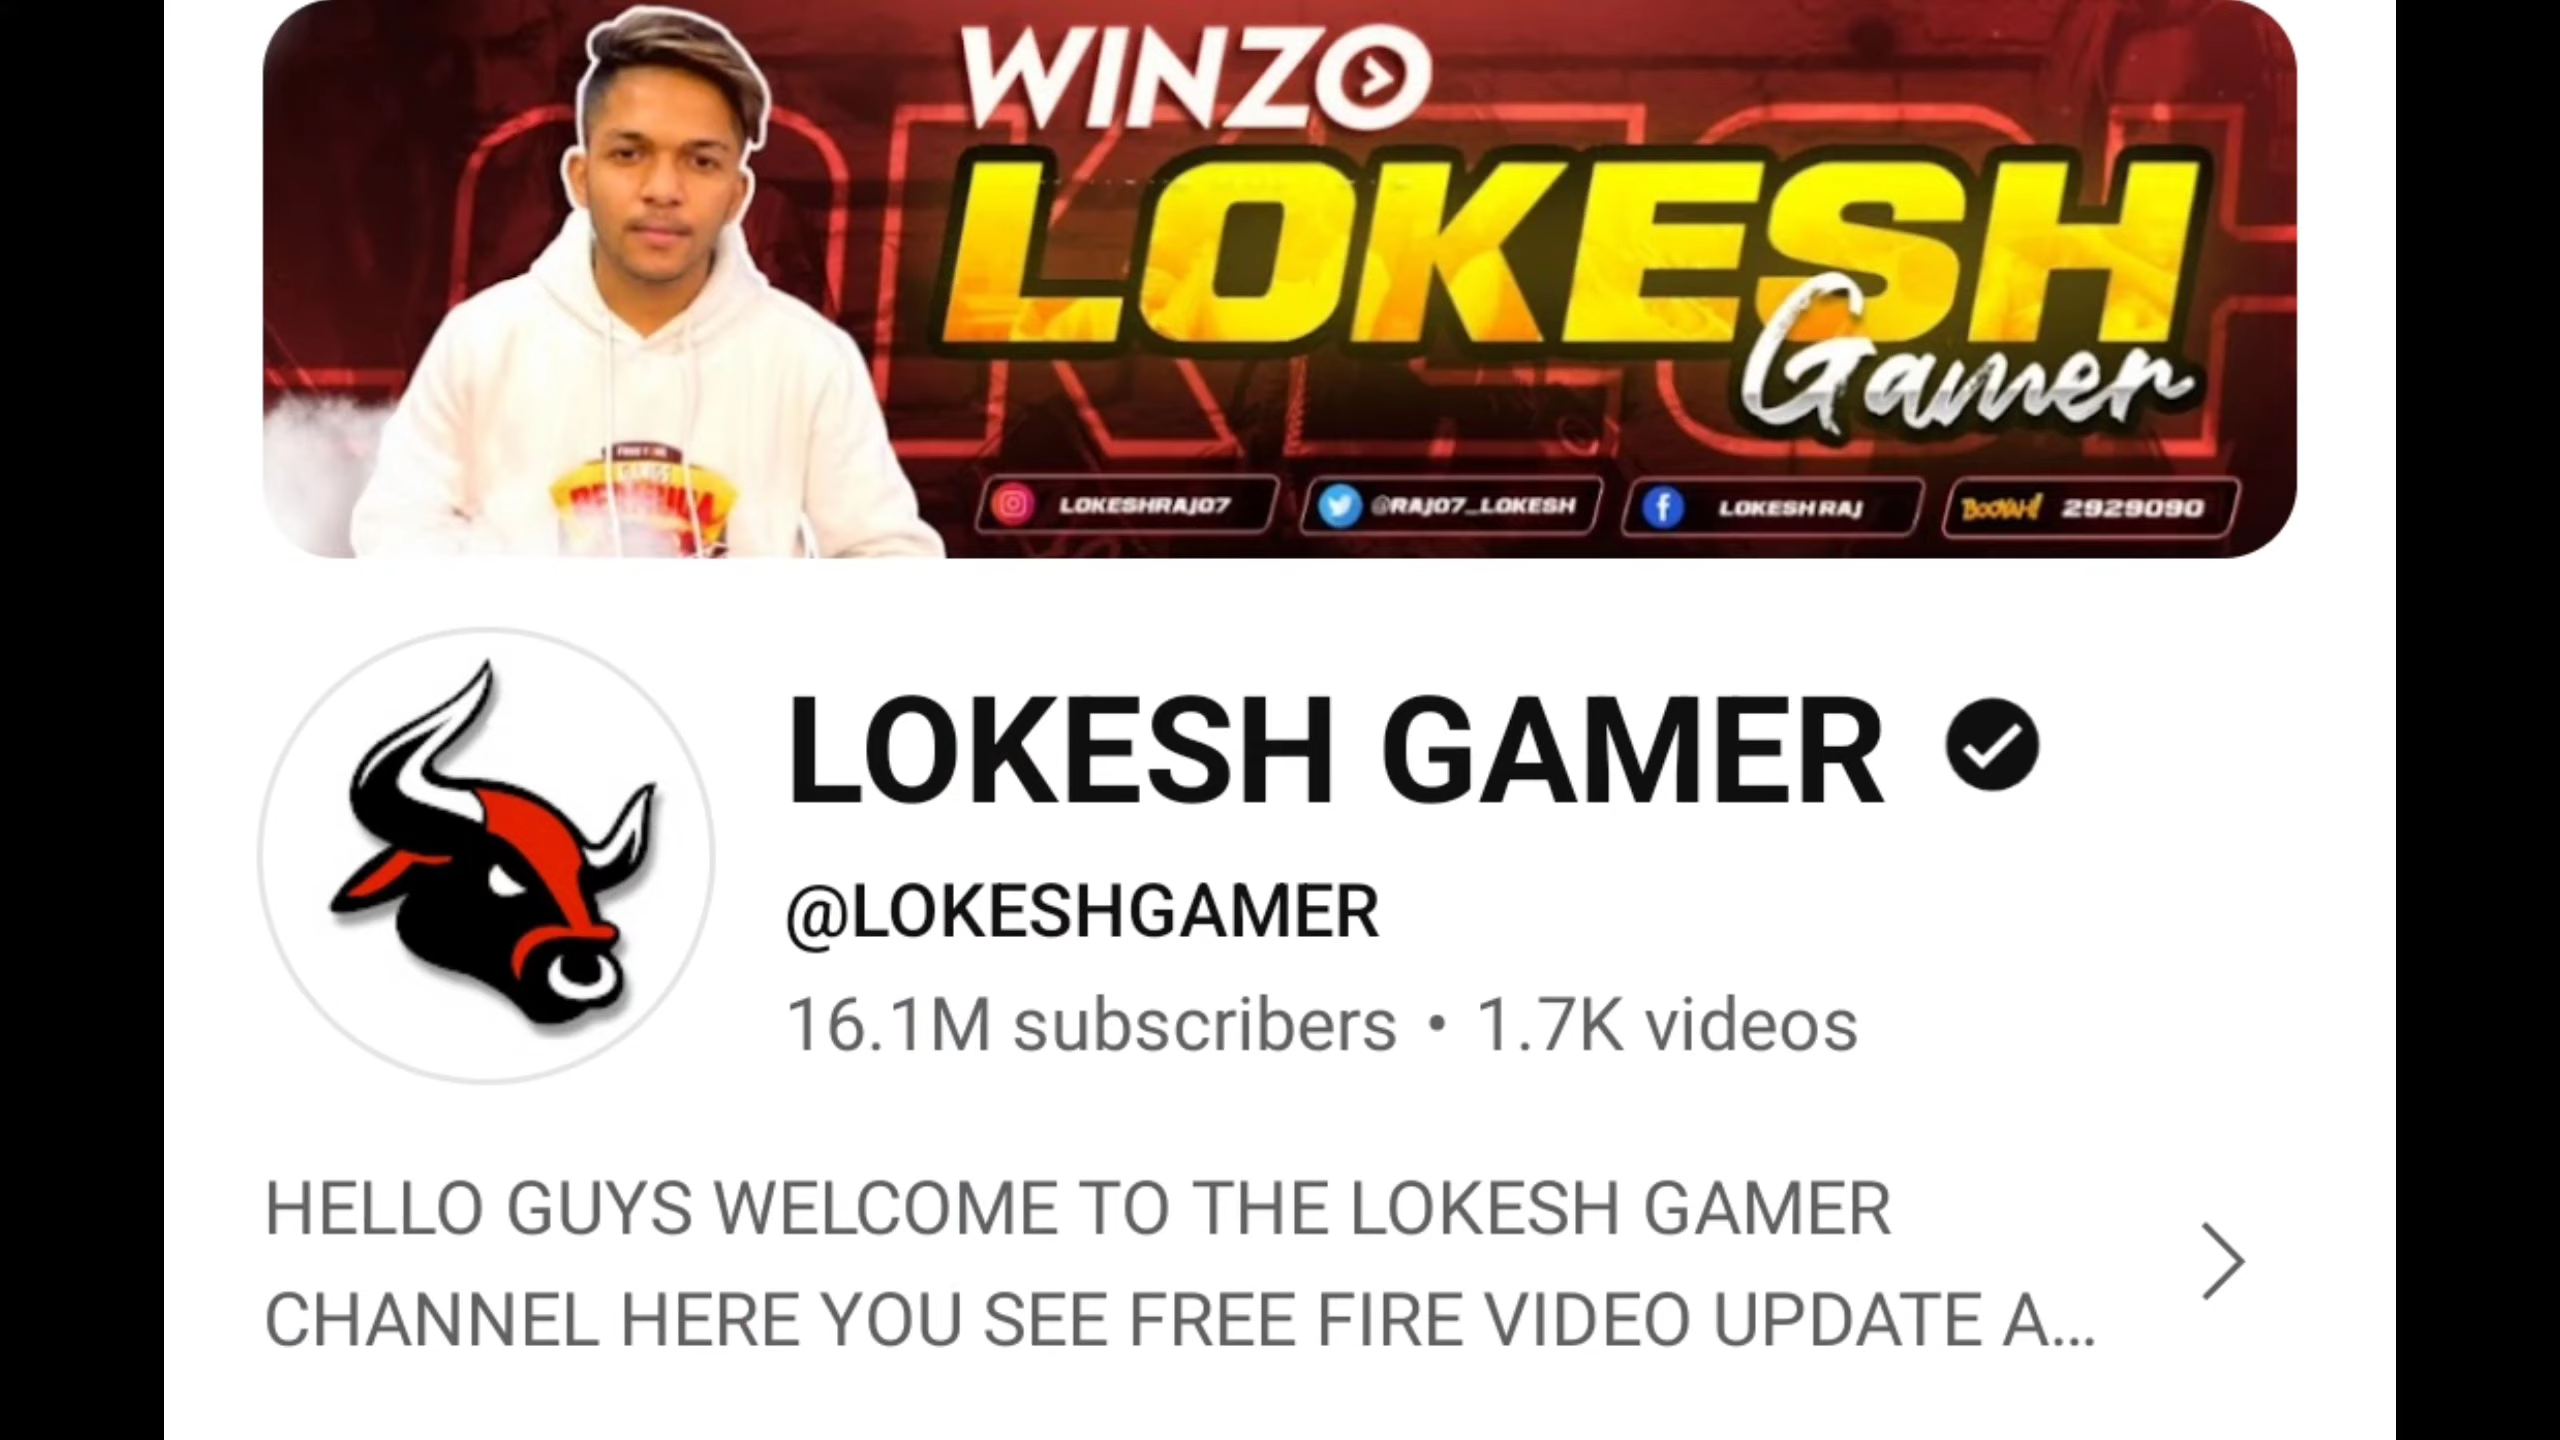 WINZO
LOKESH
Gamer
LOKESHRAJ07
@RAJ07_LOKESH
LOKESH RAJ
BOOYAH! 2929090
LOKESH GAMER
@LOKESHGAMER
16.1M subscribers • 1.7K videos
HELLO GUYS WELCOME TO THE LOKESH GAMER
CHANNEL HERE YOU SEE FREE FIRE VIDEO UPDATE A...